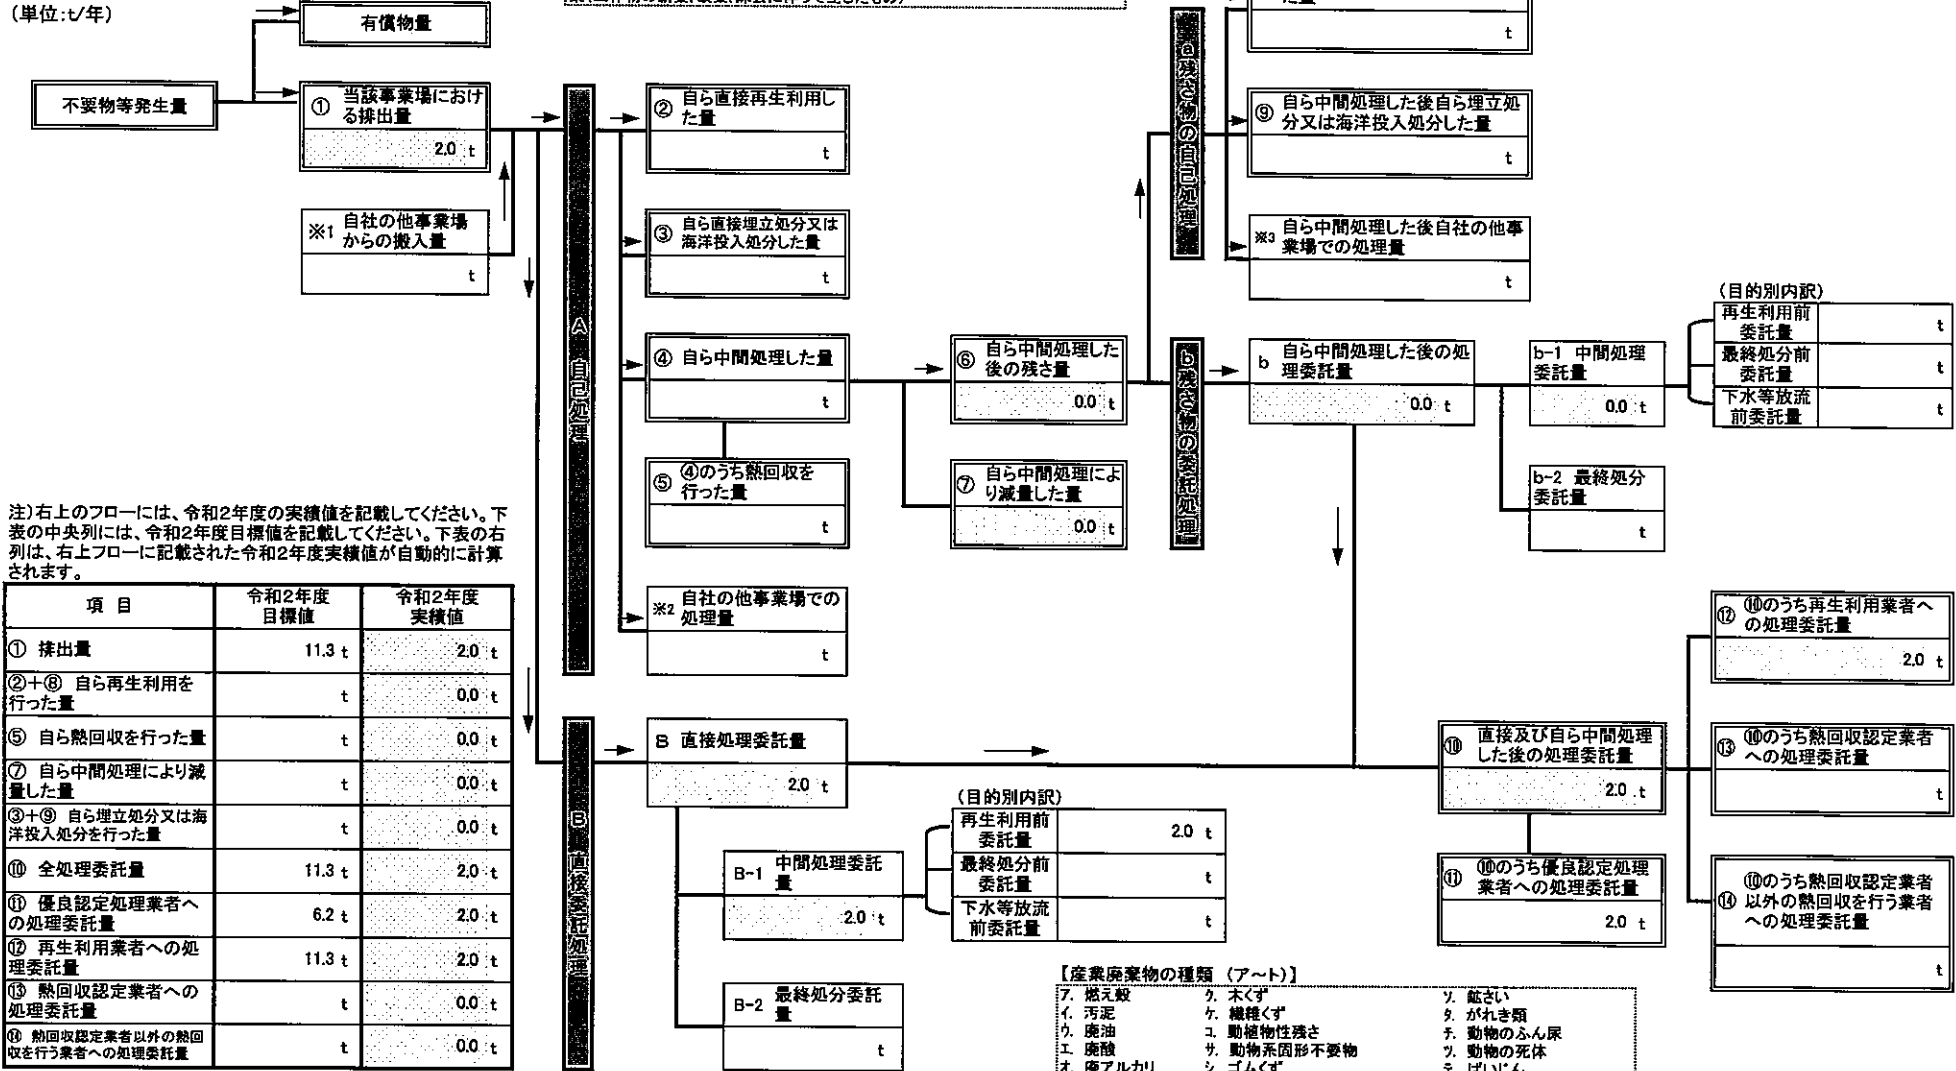 (単位:t/年)
有償物量
不要物等発生量
① 当該事業場におけ
る排出量
2.0 t
※1 自社の他事業場
からの搬入量
t
A 自己処理
② 自ら直接再生利用し
た量
t
③ 自ら直接埋立処分又は
海洋投入処分した量
t
④ 自ら中間処理した量
t
⑤ ④のうち熱回収を
行った量
t
※2 自社の他事業場での
処理量
t
⑥ 自ら中間処理した
後の残さ量
0.0 t
⑦ 自ら中間処理によ
り減量した量
0.0 t
a残さ物の自己処理
t
⑨ 自ら中間処理した後自ら埋立処
分又は海洋投入処分した量
t
※3 自ら中間処理した後自社の他事
業場での処理量
t
b残さ物の委託処理
b 自ら中間処理した後の処
理委託量
0.0 t
b-1 中間処理
委託量
0.0 t
b-2 最終処分
委託量
t
(目的別内訳)
再生利用前
委託量 t
最終処分前
委託量 t
下水等放流
前委託量 t
注)右上のフローには、令和2年度の実績値を記載してください。下
表の中央列には、令和2年度目標値を記載してください。下表の右
列は、右上フローに記載された令和2年度実績値が自動的に計算
されます。
項 目 令和2年度
目標値 令和2年度
実績値
① 排出量 11.3 t 2.0 t
②+⑧ 自ら再生利用を
行った量 t 0.0 t
⑤ 自ら熱回収を行った量 t 0.0 t
⑦ 自ら中間処理により減
量した量 t 0.0 t
③+⑨ 自ら埋立処分又は海
洋投入処分を行った量 t 0.0 t
⑩ 全処理委託量 11.3 t 2.0 t
⑪ 優良認定処理業者へ
の処理委託量 6.2 t 2.0 t
⑫ 再生利用業者への処
理委託量 11.3 t 2.0 t
⑬ 熱回収認定業者への
処理委託量 t 0.0 t
⑭ 熱回収認定業者以外の熱回
収を行う業者への処理委託量 t 0.0 t
B 直接委託処理
B 直接処理委託量
2.0 t
B-1 中間処理委託
量
2.0 t
B-2 最終処分委託
量
t
(目的別内訳)
再生利用前
委託量 2.0 t
最終処分前
委託量 t
下水等放流
前委託量 t
⑩ 直接及び自ら中間処理
した後の処理委託量
2.0 t
⑪ ⑩のうち優良認定処理
業者への処理委託量
2.0 t
⑫ ⑩のうち再生利用業者へ
の処理委託量
2.0 t
⑬ ⑩のうち熱回収認定業者
への処理委託量
t
⑭ ⑩のうち熱回収認定業者
以外の熱回収を行う業者
への処理委託量
t
【産業廃棄物の種類 (ア～ト)】
ア. 燃え殻 ク. 木くず ソ. 鉱さい
イ. 汚泥 ケ. 繊維くず タ. がれき類
ウ. 廃油 コ. 動植物性残さ チ. 動物のふん尿
エ. 廃酸 サ. 動物系固形不要物 ツ. 動物の死体
オ. 廃アルカリ シ. ゴムくず テ. ばいじん